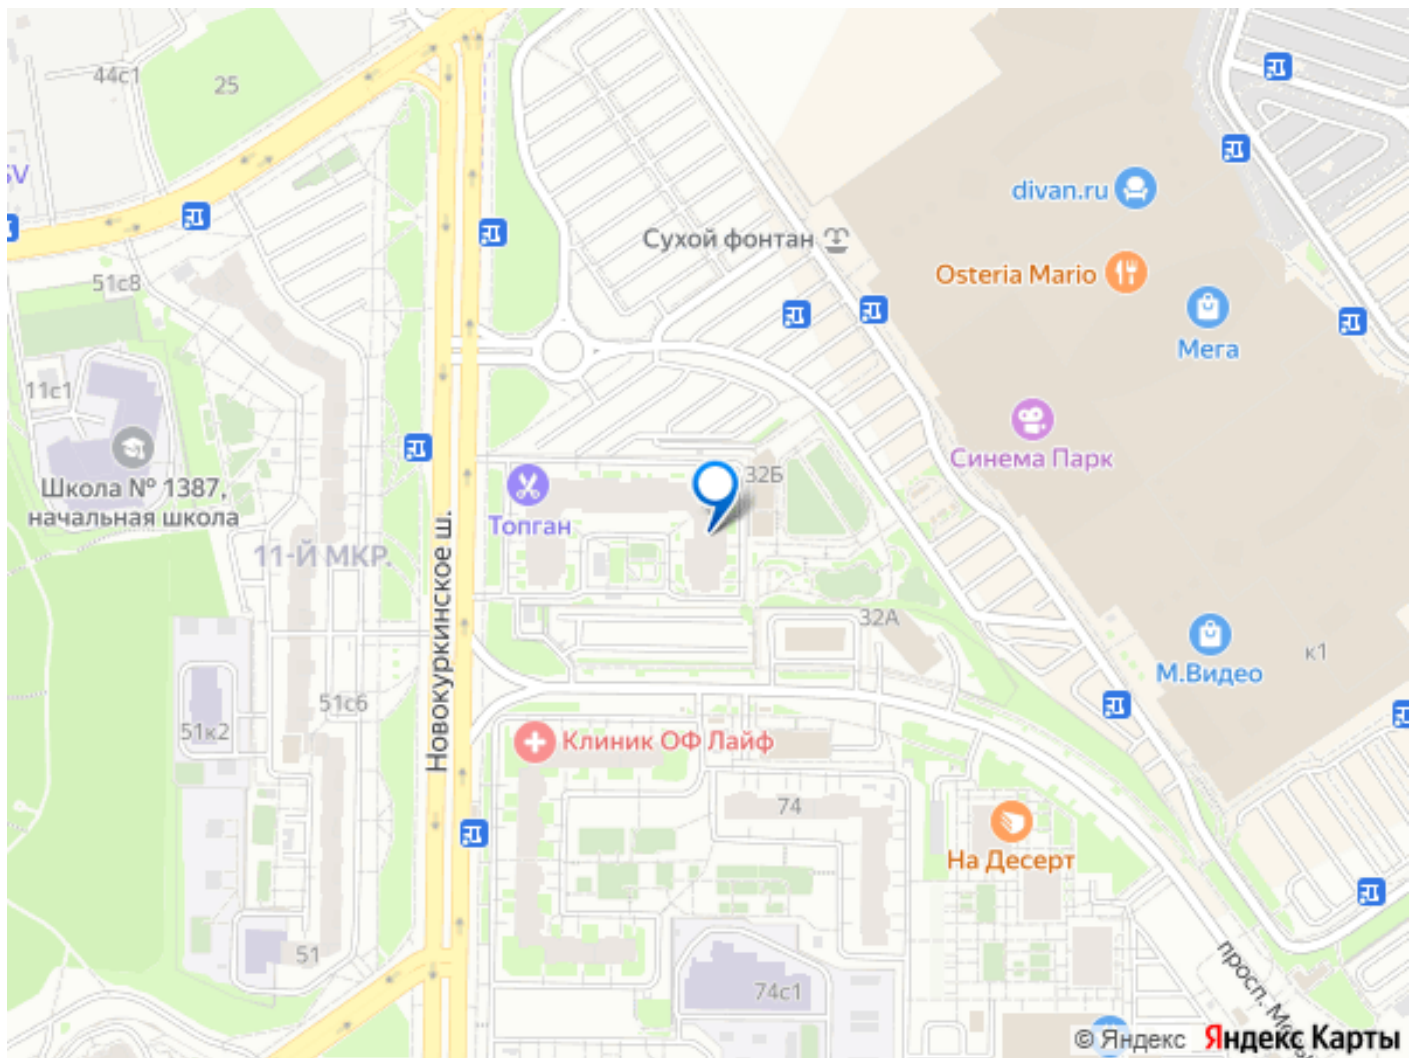 44с1
25
SV
divan.ru
Сухой фонтан
Osteria Mario
51с8
Мега
11с1
Синема Парк
32Б
Школа № 1387,
начальная школа
Топган
Новокуркинское ш.
11-Й МКР.
32А
к1
М.Видео
51с6
51к2
Клиник ОФ Лайф
74
На Десерт
51
74с1
просп.
© Яндекс Яндекс Карты